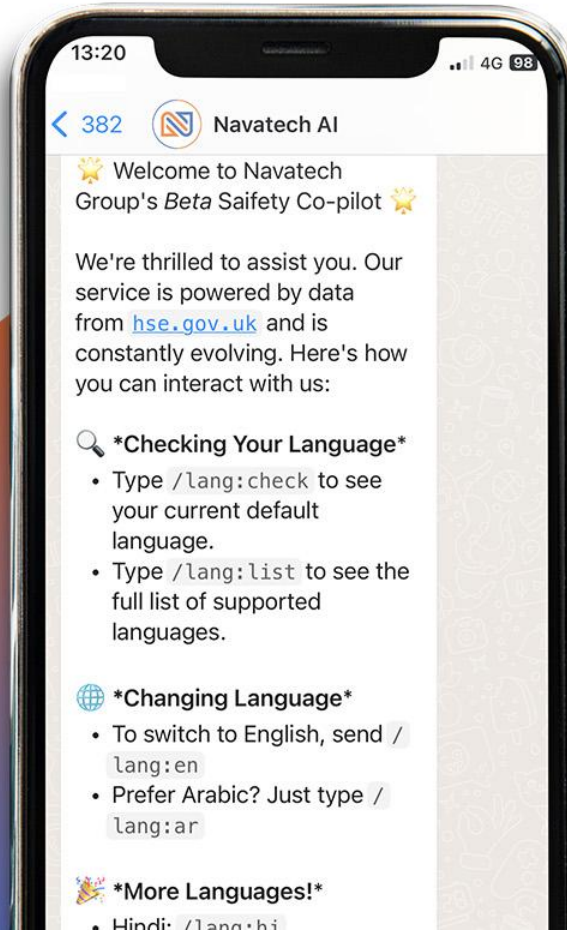 13:20
4G 98
382 Navatech AI
🌟 Welcome to Navatech
Group's Beta Saifety Co-pilot 🌟
We're thrilled to assist you. Our
service is powered by data
from hse.gov.uk and is
constantly evolving. Here's how
you can interact with us:
🔍 *Checking Your Language*
• Type /lang:check to see
your current default
language.
• Type /lang:list to see the
full list of supported
languages.
🌐 *Changing Language*
• To switch to English, send /
lang:en
• Prefer Arabic? Just type /
lang:ar
🎉 *More Languages!*
• Hindi: /lang:hi